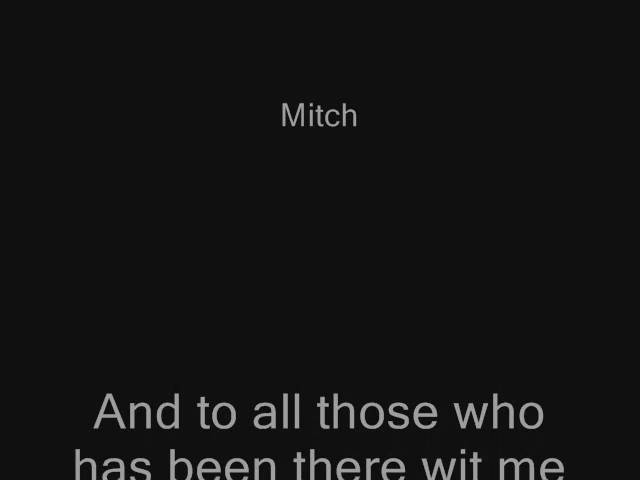 Mitch
And to all those who
has been there wit me